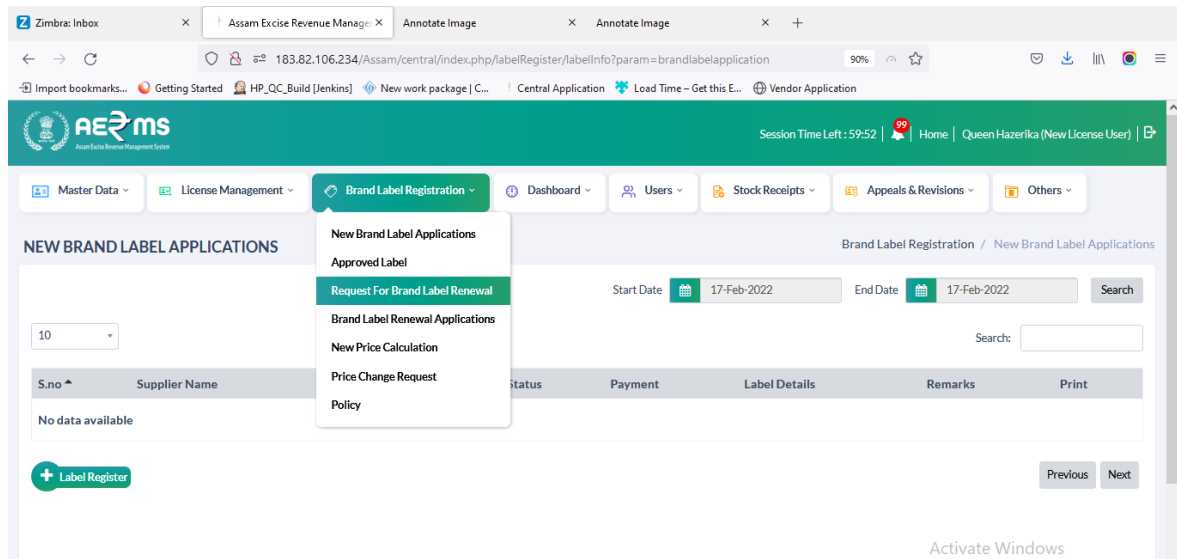 Zimbra: Inbox
Assam Excise Revenue Manage
Annotate Image
Annotate Image
183.82.106.234/Assam/central/index.php/labelRegister/labelInfo?param=brandlabelapplication
90%
Import bookmarks... Getting Started HP_QC_Build [Jenkins] New work package | C... Central Application Load Time – Get this E... Vendor Application
Assam Excise Revenue Management System
Session Time Left : 59:52 | 99 | Home | Queen Hazerika (New License User) |
Master Data License Management Brand Label Registration Dashboard Users Stock Receipts Appeals & Revisions Others
NEW BRAND LABEL APPLICATIONS
Brand Label Registration / New Brand Label Applications
New Brand Label Applications
Approved Label
Request For Brand Label Renewal
Brand Label Renewal Applications
New Price Calculation
Price Change Request
Policy
Start Date 17-Feb-2022 End Date 17-Feb-2022 Search
10
Search:
S.no Supplier Name Status Payment Label Details Remarks Print
No data available
+ Label Register
Previous Next
Activate Windows